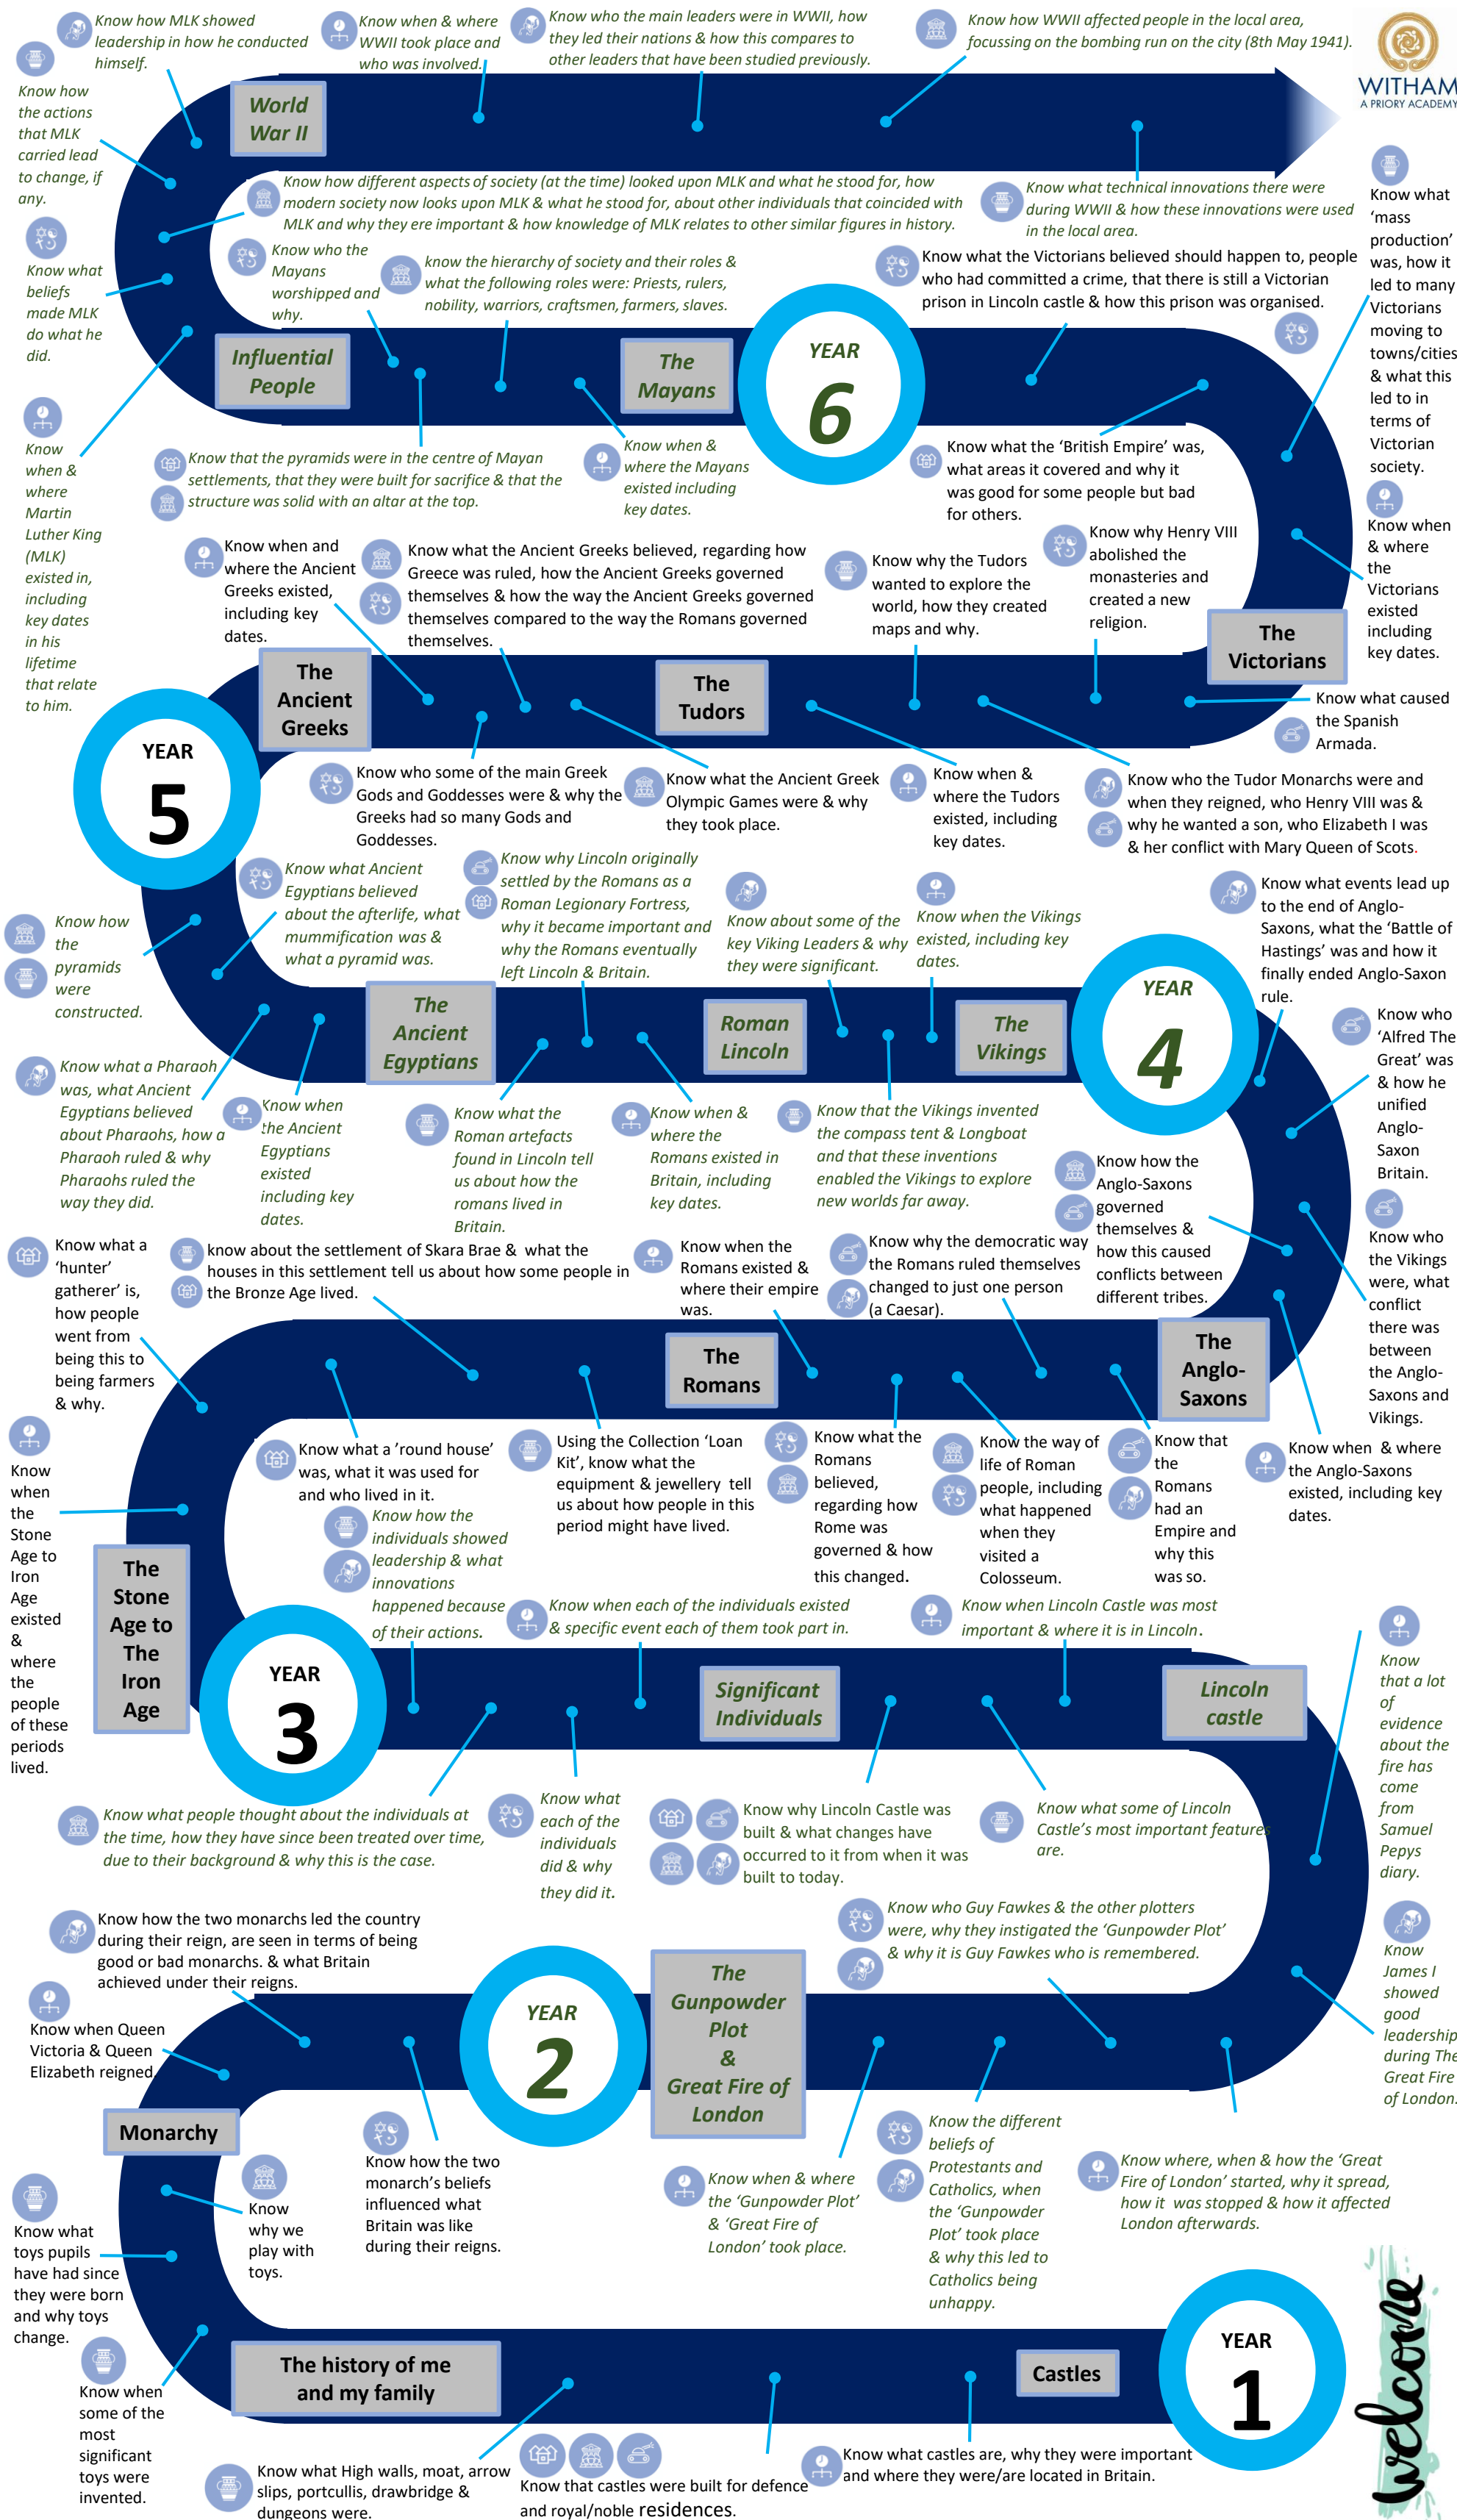 Know how MLK showed
leadership in how he conducted
himself.
Know when & where
WWII took place and
who was involved.
Know who the main leaders were in WWII, how
they led their nations & how this compares to
other leaders that have been studied previously.
Know how WWII affected people in the local area,
focussing on the bombing run on the city (8th May 1941).
WITHAM
A PRIORY ACADEMY
Know how
the actions
that MLK
carried lead
to change, if
any.
World
War II
Know how different aspects of society (at the time) looked upon MLK and what he stood for, how
modern society now looks upon MLK & what he stood for, about other individuals that coincided with
MLK and why they ere important & how knowledge of MLK relates to other similar figures in history.
Know what technical innovations there were
during WWII & how these innovations were used
in the local area.
Know what
‘mass
production’
was, how it
led to many
Victorians
moving to
towns/cities
& what this
led to in
terms of
Victorian
society.
Know what
beliefs
made MLK
do what he
did.
Know who the
Mayans
worshipped and
why.
know the hierarchy of society and their roles &
what the following roles were: Priests, rulers,
nobility, warriors, craftsmen, farmers, slaves.
Know what the Victorians believed should happen to, people
who had committed a crime, that there is still a Victorian
prison in Lincoln castle & how this prison was organised.
Influential
People
The
Mayans
YEAR
6
Know
when &
where
Martin
Luther King
(MLK)
existed in,
including
key dates
in his
lifetime
that relate
to him.
Know that the pyramids were in the centre of Mayan
settlements, that they were built for sacrifice & that the
structure was solid with an altar at the top.
Know when &
where the Mayans
existed including
key dates.
Know what the ‘British Empire’ was,
what areas it covered and why it
was good for some people but bad
for others.
Know when
& where
the
Victorians
existed
including
key dates.
Know when and
where the Ancient
Greeks existed,
including key
dates.
Know what the Ancient Greeks believed, regarding how
Greece was ruled, how the Ancient Greeks governed
themselves & how the way the Ancient Greeks governed
themselves compared to the way the Romans governed
themselves.
Know why the Tudors
wanted to explore the
world, how they created
maps and why.
Know why Henry VIII
abolished the
monasteries and
created a new
religion.
The
Victorians
The
Ancient
Greeks
The
Tudors
Know what caused
the Spanish
Armada.
YEAR
5
Know who some of the main Greek
Gods and Goddesses were & why the
Greeks had so many Gods and
Goddesses.
Know what the Ancient Greek
Olympic Games were & why
they took place.
Know when &
where the Tudors
existed, including
key dates.
Know who the Tudor Monarchs were and
when they reigned, who Henry VIII was &
why he wanted a son, who Elizabeth I was
& her conflict with Mary Queen of Scots.
Know how
the
pyramids
were
constructed.
Know what Ancient
Egyptians believed
about the afterlife, what
mummification was &
what a pyramid was.
Know why Lincoln originally
settled by the Romans as a
Roman Legionary Fortress,
why it became important and
why the Romans eventually
left Lincoln & Britain.
Know about some of the
key Viking Leaders & why
they were significant.
Know when the Vikings
existed, including key
dates.
Know what events lead up
to the end of Anglo-
Saxons, what the ‘Battle of
Hastings’ was and how it
finally ended Anglo-Saxon
rule.
The
Ancient
Egyptians
Roman
Lincoln
The
Vikings
YEAR
4
Know who
‘Alfred The
Great’ was
& how he
unified
Anglo-
Saxon
Britain.
Know what a Pharaoh
was, what Ancient
Egyptians believed
about Pharaohs, how a
Pharaoh ruled & why
Pharaohs ruled the
way they did.
Know when
the Ancient
Egyptians
existed
including key
dates.
Know what the
Roman artefacts
found in Lincoln tell
us about how the
romans lived in
Britain.
Know when &
where the
Romans existed in
Britain, including
key dates.
Know that the Vikings invented
the compass tent & Longboat
and that these inventions
enabled the Vikings to explore
new worlds far away.
Know how the
Anglo-Saxons
governed
themselves &
how this caused
conflicts between
different tribes.
Know who
the Vikings
were, what
conflict
there was
between
the Anglo-
Saxons and
Vikings.
Know what a
‘hunter’
gatherer’ is,
how people
went from
being this to
being farmers
& why.
know about the settlement of Skara Brae & what the
houses in this settlement tell us about how some people in
the Bronze Age lived.
Know when the
Romans existed &
where their empire
was.
Know why the democratic way
the Romans ruled themselves
changed to just one person
(a Caesar).
The
Romans
The
Anglo-
Saxons
Know
when
the
Stone
Age to
Iron
Age
existed
&
where
the
people
of these
periods
lived.
Know what a ’round house’
was, what it was used for
and who lived in it.
Using the Collection ‘Loan
Kit’, know what the
equipment & jewellery tell
us about how people in this
period might have lived.
Know what the
Romans
believed,
regarding how
Rome was
governed & how
this changed.
Know the way of
life of Roman
people, including
what happened
when they
visited a
Colosseum.
Know that
the
Romans
had an
Empire and
why this
was so.
Know when & where
the Anglo-Saxons
existed, including key
dates.
The
Stone
Age to
The
Iron
Age
Know how the
individuals showed
leadership & what
innovations
happened because
of their actions.
Know when each of the individuals existed
& specific event each of them took part in.
Know when Lincoln Castle was most
important & where it is in Lincoln.
YEAR
3
Significant
Individuals
Lincoln
castle
Know
that a lot
of
evidence
about the
fire has
come
from
Samuel
Pepys
diary.
Know what people thought about the individuals at
the time, how they have since been treated over time,
due to their background & why this is the case.
Know what
each of the
individuals
did & why
they did it.
Know why Lincoln Castle was
built & what changes have
occurred to it from when it was
built to today.
Know what some of Lincoln
Castle’s most important features
are.
Know how the two monarchs led the country
during their reign, are seen in terms of being
good or bad monarchs. & what Britain
achieved under their reigns.
Know who Guy Fawkes & the other plotters
were, why they instigated the ‘Gunpowder Plot’
& why it is Guy Fawkes who is remembered.
Know
James I
showed
good
leadership
during The
Great Fire
of London.
Know when Queen
Victoria & Queen
Elizabeth reigned.
YEAR
2
The
Gunpowder
Plot
&
Great Fire of
London
Monarchy
Know what
toys pupils
have had since
they were born
and why toys
change.
Know
why we
play with
toys.
Know how the two
monarch’s beliefs
influenced what
Britain was like
during their reigns.
Know when & where
the ‘Gunpowder Plot’
& ‘Great Fire of
London’ took place.
Know the different
beliefs of
Protestants and
Catholics, when
the ‘Gunpowder
Plot’ took place
& why this led to
Catholics being
unhappy.
Know where, when & how the ‘Great
Fire of London’ started, why it spread,
how it was stopped & how it affected
London afterwards.
Know when
some of the
most
significant
toys were
invented.
The history of me
and my family
Castles
YEAR
1
welcome
Know what High walls, moat, arrow
slips, portcullis, drawbridge &
dungeons were.
Know that castles were built for defence
and royal/noble residences.
Know what castles are, why they were important
and where they were/are located in Britain.